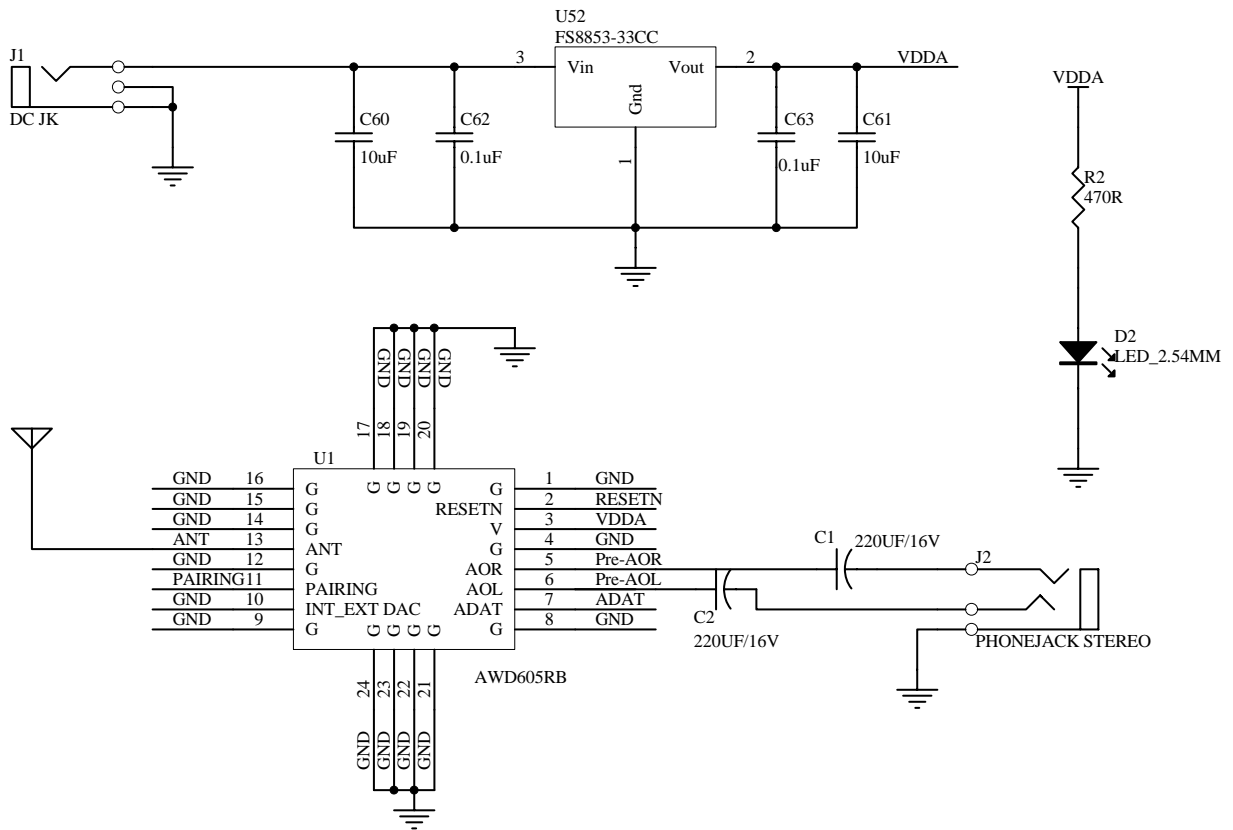 U52
FS8853-33CC
J1
DC JK
3
Vin
Vout
2
VDDA
Gnd
1
C60
10uF
C62
0.1uF
C63
0.1uF
C61
10uF
VDDA
R2
470R
D2
LED_2.54MM
GND
GND
GND
GND
17
18
19
20
U1
G
G
G
G
GND 16 G
GND 15 G
GND 14 G
ANT 13 ANT
GND 12 G
PAIRING 11 PAIRING
GND 10 INT_EXT DAC
GND 9 G
G 1 GND
RESETN 2 RESETN
V 3 VDDA
G 4 GND
AOR 5 Pre-AOR
AOL 6 Pre-AOL
ADAT 7 ADAT
G 8 GND
G
G
G
G
24
23
22
21
GND
GND
GND
GND
AWD605RB
C1
220UF/16V
C2
220UF/16V
J2
PHONEJACK STEREO